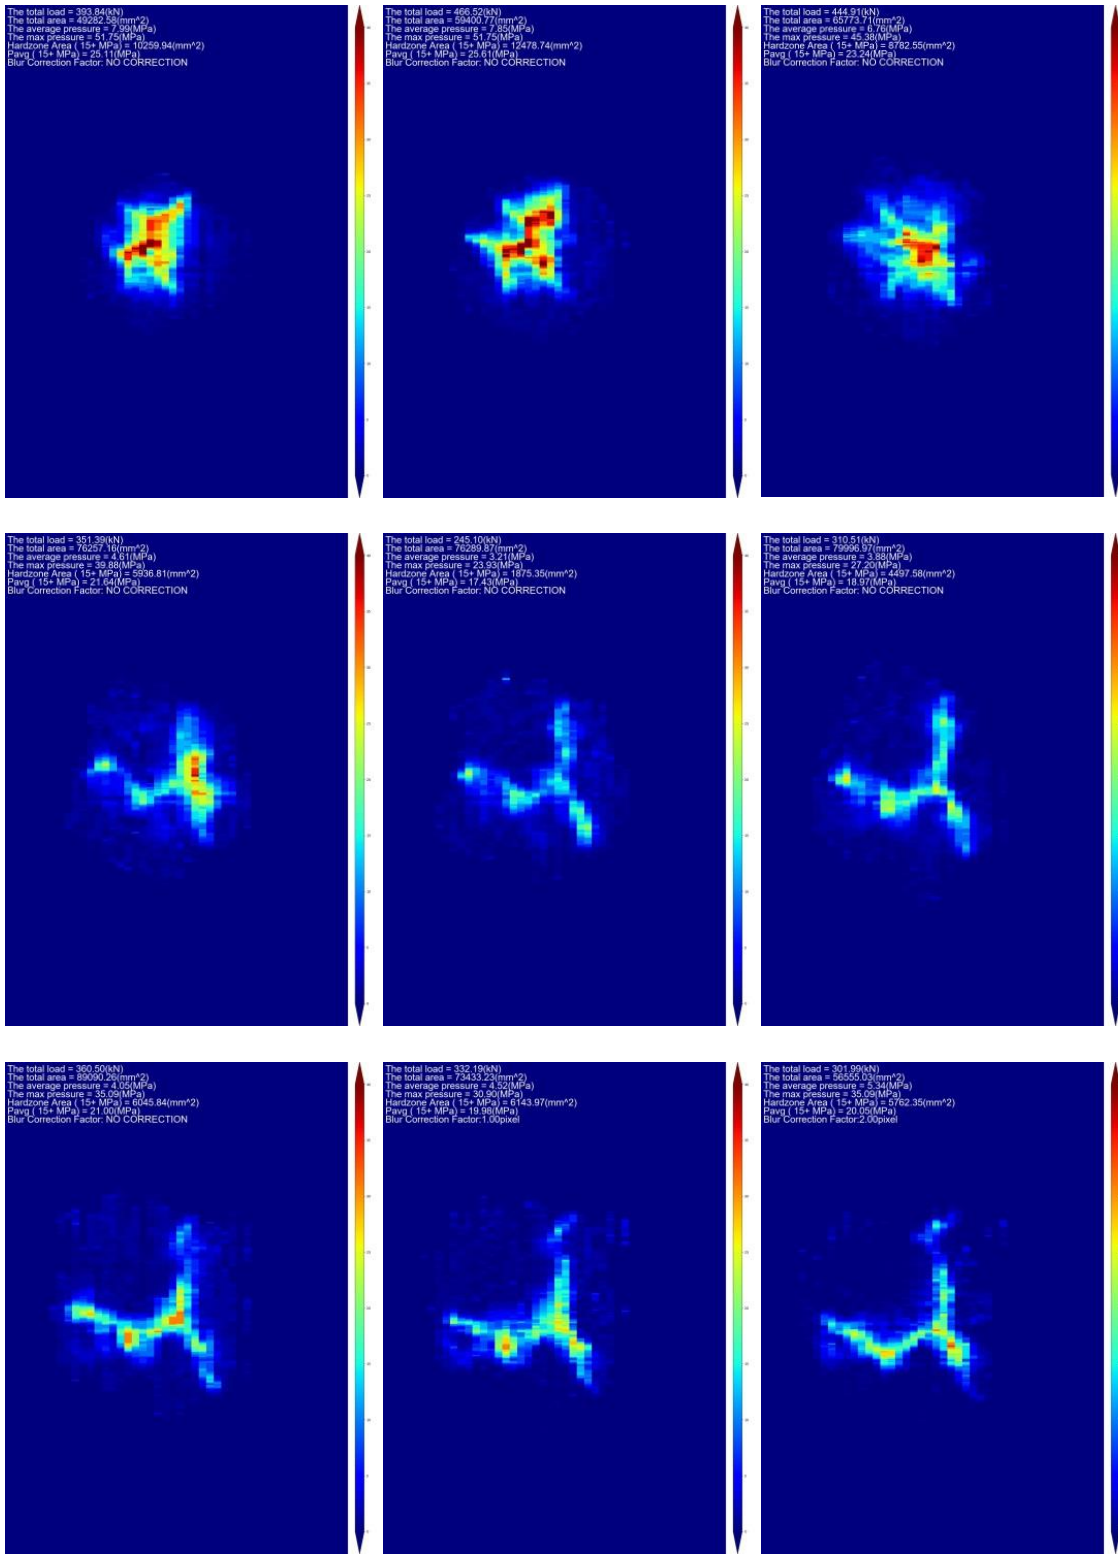 The total load = 393.84(kN)
The total area = 49282.58(mm^2)
The average pressure = 7.99(MPa)
The max pressure = 51.75(MPa)
Hardzone Area ( 15+ MPa) = 10259.94(mm^2)
Pavg ( 15+ MPa) = 25.11(MPa)
Blur Correction Factor: NO CORRECTION
The total load = 466.52(kN)
The total area = 59400.77(mm^2)
The average pressure = 7.85(MPa)
The max pressure = 51.75(MPa)
Hardzone Area ( 15+ MPa) = 12478.74(mm^2)
Pavg ( 15+ MPa) = 25.61(MPa)
Blur Correction Factor: NO CORRECTION
The total load = 444.91(kN)
The total area = 65773.71(mm^2)
The average pressure = 6.76(MPa)
The max pressure = 45.38(MPa)
Hardzone Area ( 15+ MPa) = 8782.55(mm^2)
Pavg ( 15+ MPa) = 23.24(MPa)
Blur Correction Factor: NO CORRECTION
The total load = 351.39(kN)
The total area = 76257.16(mm^2)
The average pressure = 4.61(MPa)
The max pressure = 39.88(MPa)
Hardzone Area ( 15+ MPa) = 5936.81(mm^2)
Pavg ( 15+ MPa) = 21.64(MPa)
Blur Correction Factor: NO CORRECTION
The total load = 245.10(kN)
The total area = 76289.87(mm^2)
The average pressure = 3.21(MPa)
The max pressure = 23.93(MPa)
Hardzone Area ( 15+ MPa) = 1875.35(mm^2)
Pavg ( 15+ MPa) = 17.43(MPa)
Blur Correction Factor: NO CORRECTION
The total load = 310.51(kN)
The total area = 79996.97(mm^2)
The average pressure = 3.88(MPa)
The max pressure = 27.20(MPa)
Hardzone Area ( 15+ MPa) = 4497.58(mm^2)
Pavg ( 15+ MPa) = 18.97(MPa)
Blur Correction Factor: NO CORRECTION
The total load = 360.50(kN)
The total area = 89090.26(mm^2)
The average pressure = 4.05(MPa)
The max pressure = 35.09(MPa)
Hardzone Area ( 15+ MPa) = 6045.84(mm^2)
Pavg ( 15+ MPa) = 21.00(MPa)
Blur Correction Factor: NO CORRECTION
The total load = 332.19(kN)
The total area = 73433.23(mm^2)
The average pressure = 4.52(MPa)
The max pressure = 30.90(MPa)
Hardzone Area ( 15+ MPa) = 6143.97(mm^2)
Pavg ( 15+ MPa) = 19.98(MPa)
Blur Correction Factor:1.00pixel
The total load = 301.99(kN)
The total area = 56555.03(mm^2)
The average pressure = 5.34(MPa)
The max pressure = 35.09(MPa)
Hardzone Area ( 15+ MPa) = 5762.35(mm^2)
Pavg ( 15+ MPa) = 20.05(MPa)
Blur Correction Factor:2.00pixel